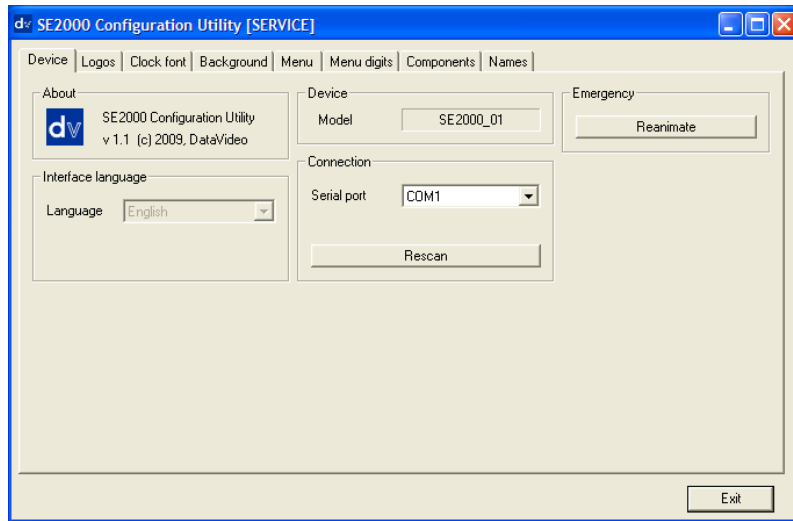 dv SE2000 Configuration Utility [SERVICE]
Device Logos Clock font Background Menu Menu digits Components Names
About
dv
SE2000 Configuration Utility
v 1.1 (c) 2009, DataVideo
Interface language
Language English
Device
Model SE2000_01
Connection
Serial port COM1
Rescan
Emergency
Reanimate
Exit